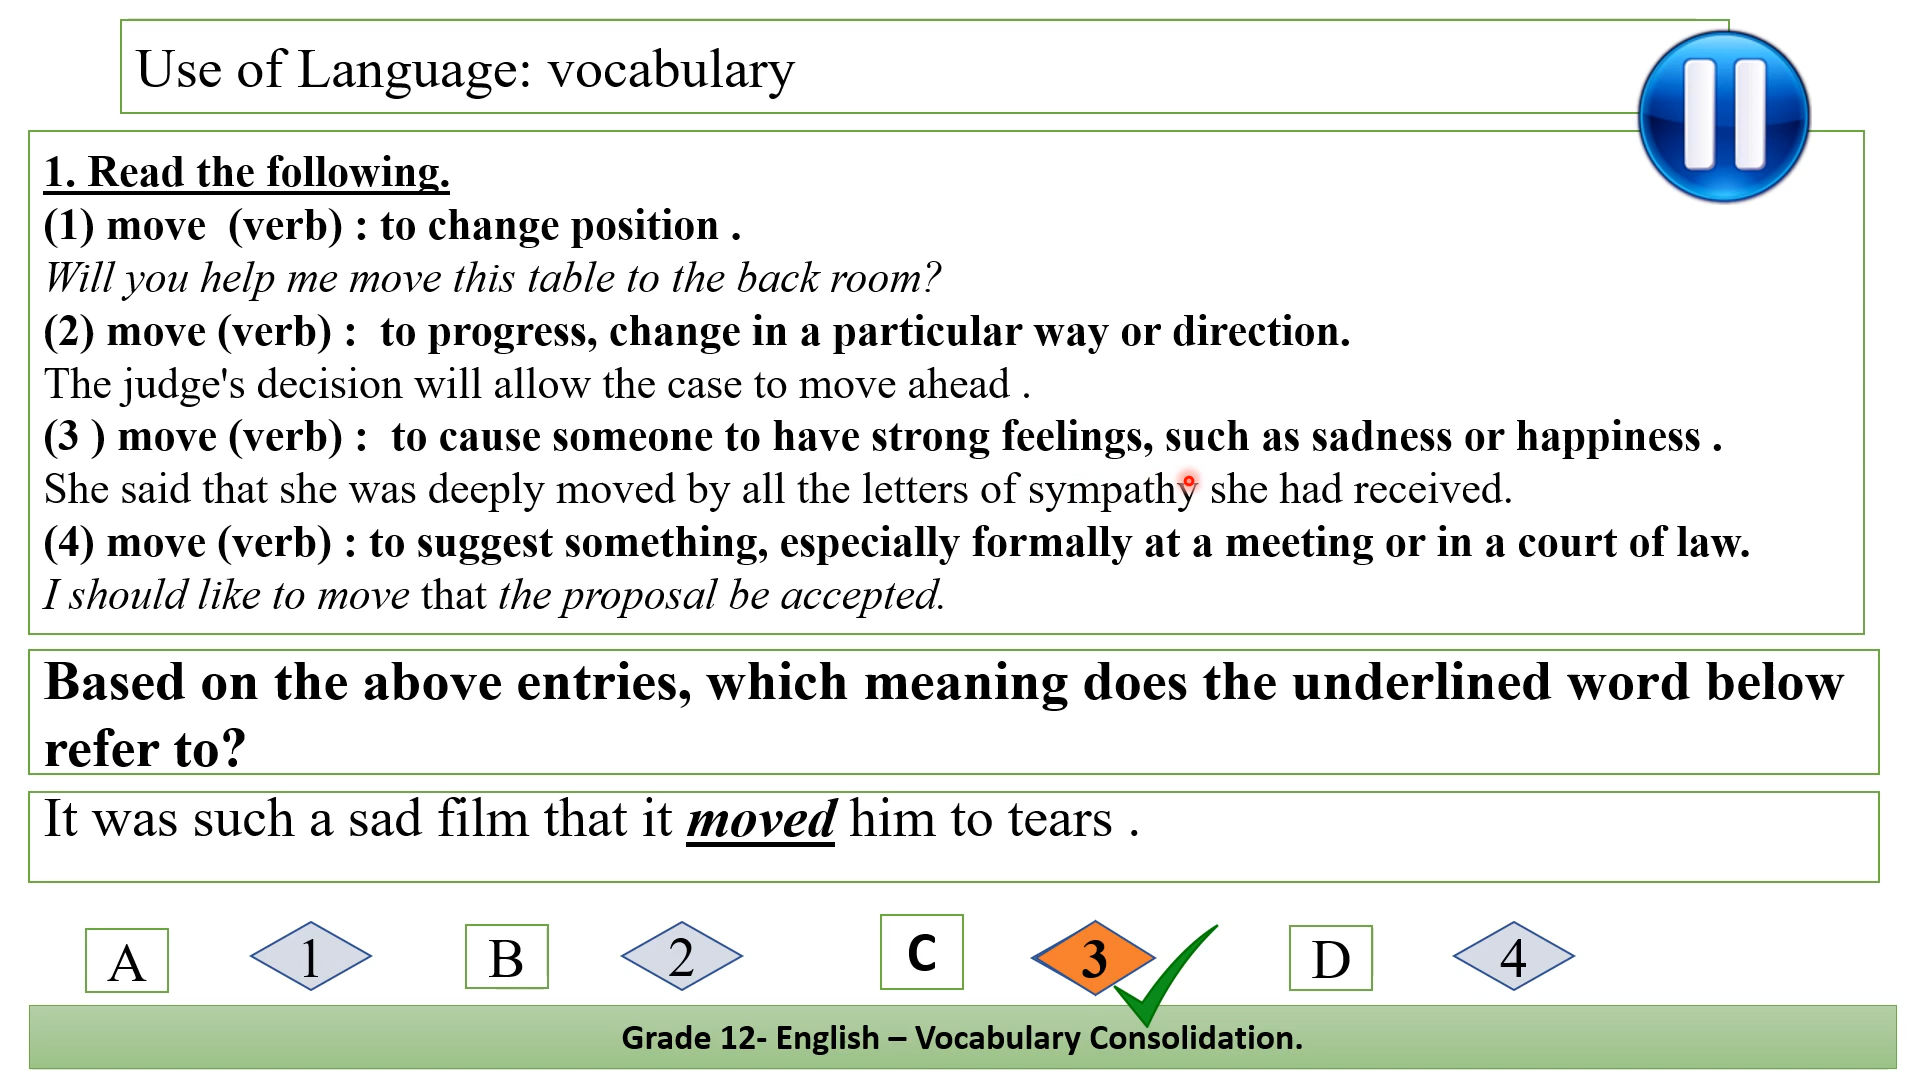 Use of Language: vocabulary
1. Read the following.
(1) move  (verb) : to change position .
Will you help me move this table to the back room?
(2) move (verb) :  to progress, change in a particular way or direction.
The judge's decision will allow the case to move ahead .
(3 ) move (verb) :  to cause someone to have strong feelings, such as sadness or happiness .
She said that she was deeply moved by all the letters of sympathy she had received.
(4) move (verb) : to suggest something, especially formally at a meeting or in a court of law.
I should like to move that the proposal be accepted.
Based on the above entries, which meaning does the underlined word below
refer to?
It was such a sad film that it moved him to tears .
A 1 B 2 C 3 D 4
Grade 12- English – Vocabulary Consolidation.